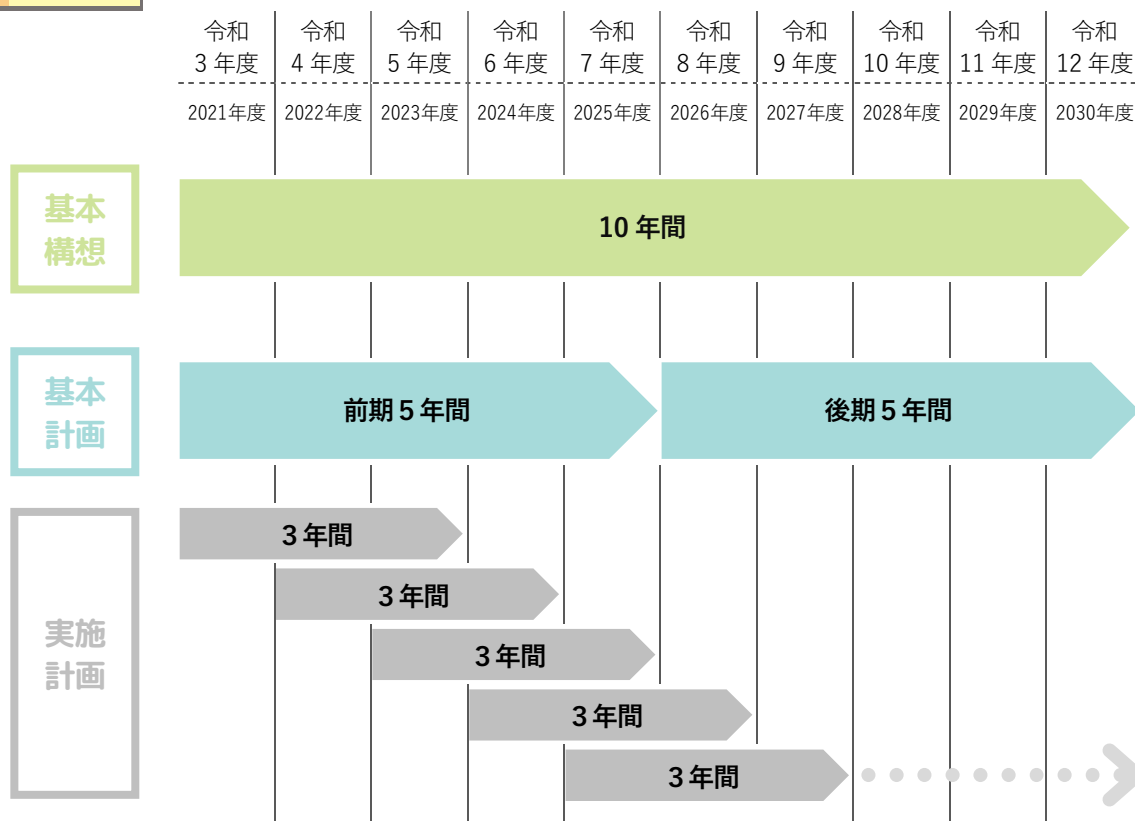 令和 令和 令和 令和 令和 令和 令和 令和 令和 令和
3 年度 4 年度 5 年度 6 年度 7 年度 8 年度 9 年度 10 年度 11 年度 12 年度
2021年度 2022年度 2023年度 2024年度 2025年度 2026年度 2027年度 2028年度 2029年度 2030年度
基本
構想
10 年間
基本
計画
前期５年間 後期５年間
実施
計画
３年間
３年間
３年間
３年間
３年間